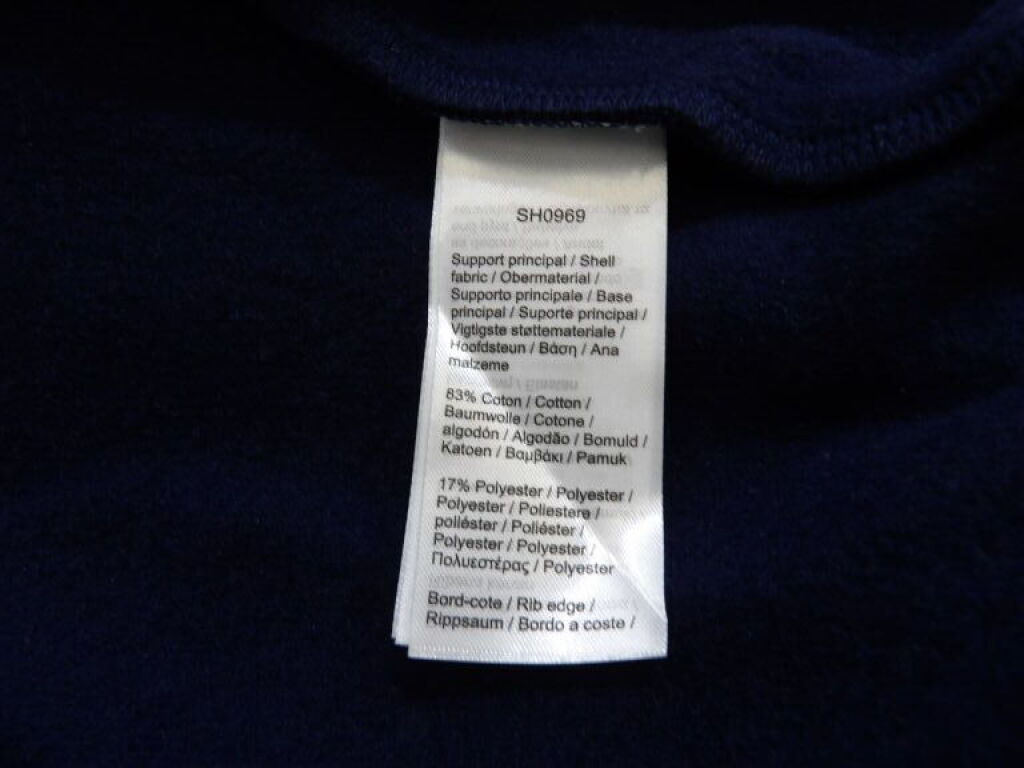 SH0969
Support principal / Shell
fabric / Obermaterial /
Supporto principale / Base
principal / Suporte principal /
Vigtigste støttemateriale /
Hoofdsteun / Βάση / Ana
malzeme
83% Coton / Cotton /
Baumwolle / Cotone /
algodón / Algodão / Bomuld /
Katoen / Βαμβάκι / Pamuk
17% Polyester / Polyester /
Polyester / Poliestere /
poliéster / Poliéster /
Polyester / Polyester /
Πολυεστέρας / Polyester
Bord-cote / Rib edge /
Rippsaum / Bordo a coste /